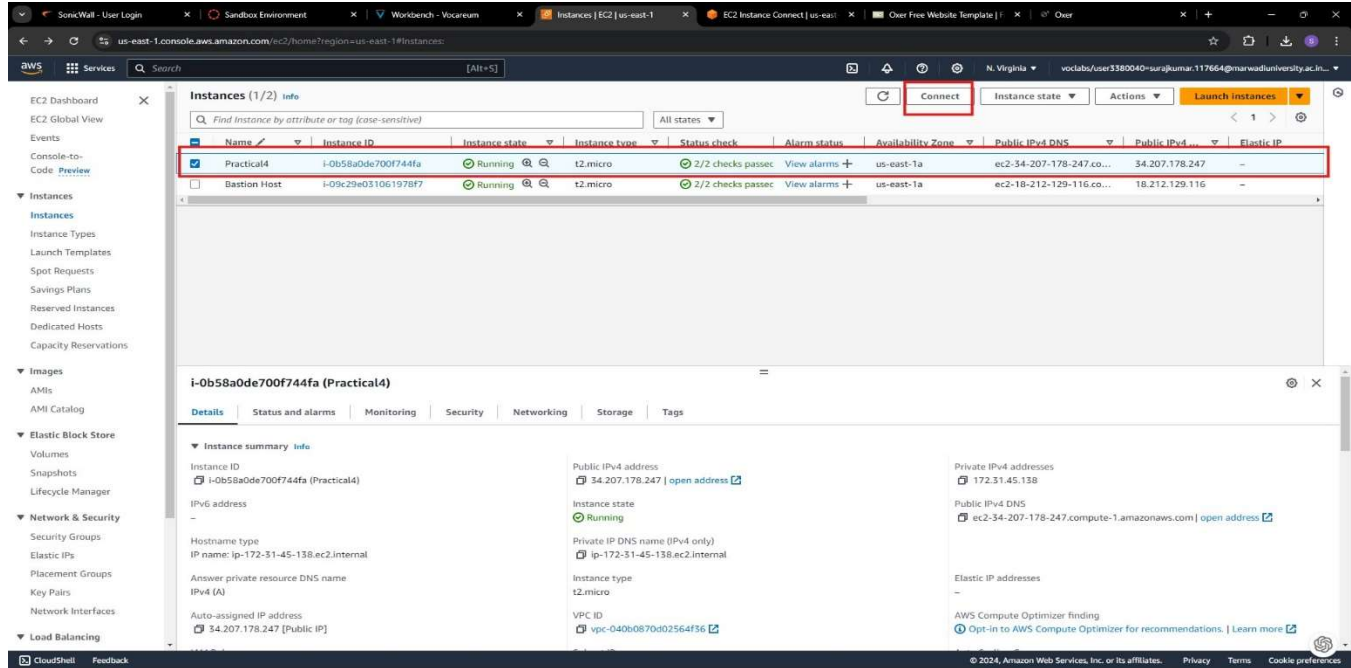 SonicWall - User Login
Sandbox Environment
Workbench - Vocareum
Instances | EC2 | us-east-1
EC2 Instance Connect | us-east
Oxer Free Website Template | F
Oxer
us-east-1.console.aws.amazon.com/ec2/home?region=us-east-1#Instances:
aws Services Search [Alt+S] N. Virginia voclabs/user3380040=surajkumar.117664@marwadiuniversity.ac.in...
EC2 Dashboard
EC2 Global View
Events
Console-to-
Code Preview
Instances
Instances
Instance Types
Launch Templates
Spot Requests
Savings Plans
Reserved Instances
Dedicated Hosts
Capacity Reservations
Images
AMIs
AMI Catalog
Elastic Block Store
Volumes
Snapshots
Lifecycle Manager
Network & Security
Security Groups
Elastic IPs
Placement Groups
Key Pairs
Network Interfaces
Load Balancing
Instances (1/2) Info Connect Instance state Actions Launch instances
Find Instance by attribute or tag (case-sensitive) All states 1
Name Instance ID Instance state Instance type Status check Alarm status Availability Zone Public IPv4 DNS Public IPv4 ... Elastic IP
Practical4 i-0b58a0de700f744fa Running t2.micro 2/2 checks passec View alarms + us-east-1a ec2-34-207-178-247.co... 34.207.178.247 –
Bastion Host i-09c29e031061978f7 Running t2.micro 2/2 checks passec View alarms + us-east-1a ec2-18-212-129-116.co... 18.212.129.116 –
i-0b58a0de700f744fa (Practical4)
Details Status and alarms Monitoring Security Networking Storage Tags
Instance summary Info
Instance ID
i-0b58a0de700f744fa (Practical4)
Public IPv4 address
34.207.178.247 | open address
Private IPv4 addresses
172.31.45.138
IPv6 address
–
Instance state
Running
Public IPv4 DNS
ec2-34-207-178-247.compute-1.amazonaws.com | open address
Hostname type
IP name: ip-172-31-45-138.ec2.internal
Private IP DNS name (IPv4 only)
ip-172-31-45-138.ec2.internal
Answer private resource DNS name
IPv4 (A)
Instance type
t2.micro
Elastic IP addresses
–
Auto-assigned IP address
34.207.178.247 [Public IP]
VPC ID
vpc-040b0870d02564f36
AWS Compute Optimizer finding
Opt-in to AWS Compute Optimizer for recommendations. | Learn more
CloudShell Feedback © 2024, Amazon Web Services, Inc. or its affiliates. Privacy Terms Cookie preferences